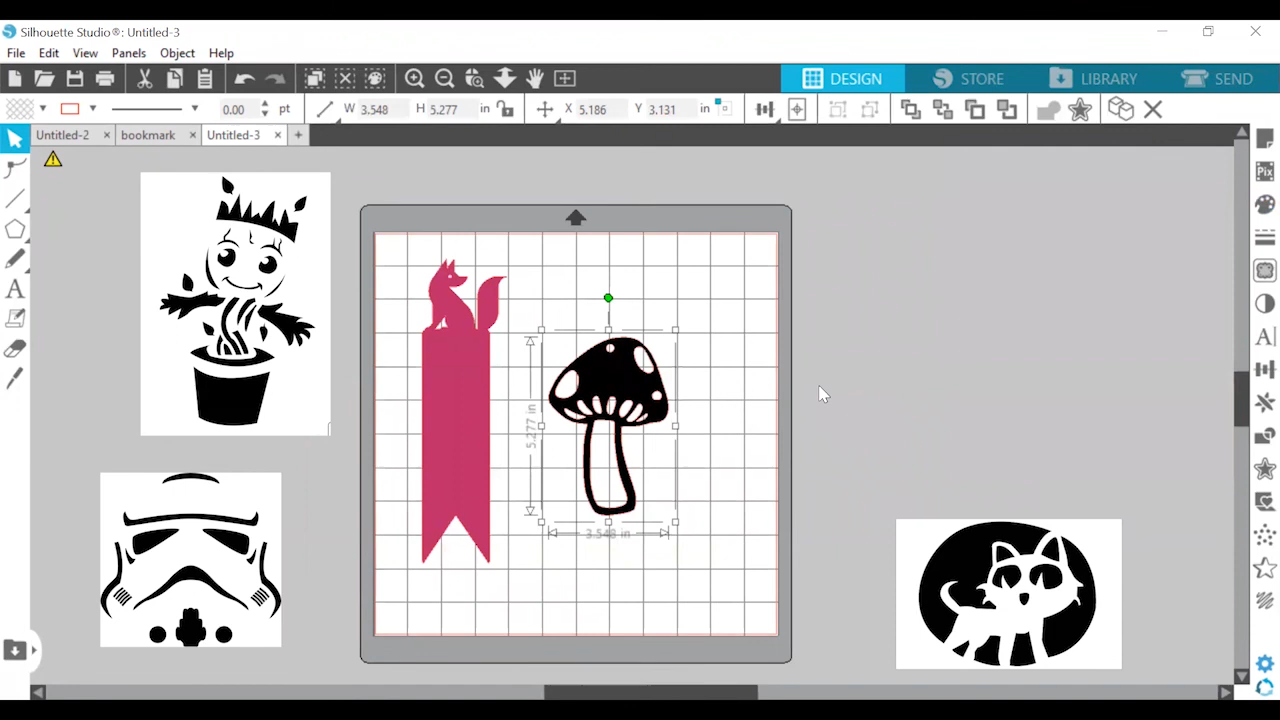 Silhouette Studio®: Untitled-3
File Edit View Panels Object Help
DESIGN STORE LIBRARY SEND
0.00 pt W 3.548 H 5.277 in X 5.186 Y 3.131 in
Untitled-2 × bookmark × Untitled-3 × +
Pix
A
A
5.277 in
3.548 in